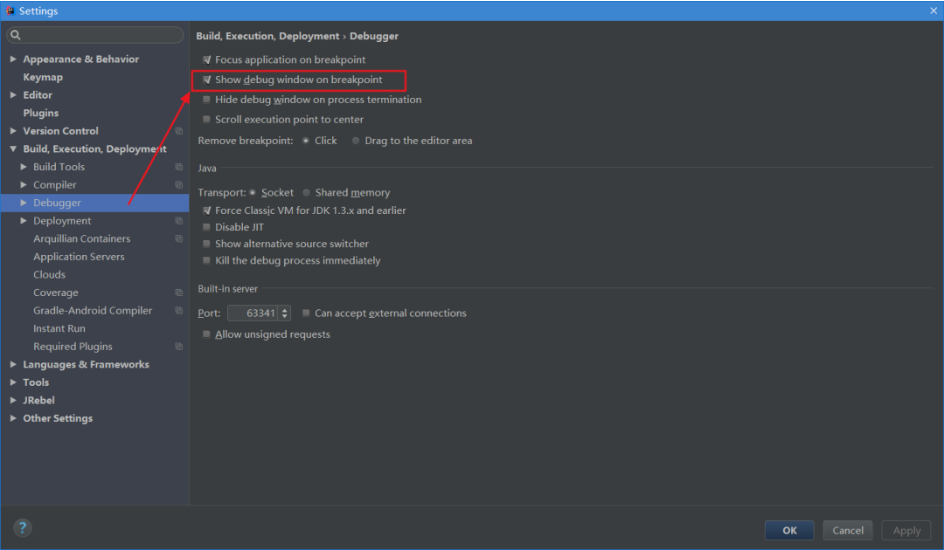 Settings
Build, Execution, Deployment › Debugger
Appearance & Behavior
Keymap
Editor
Plugins
Version Control
Build, Execution, Deployment
Build Tools
Compiler
Debugger
Deployment
Arquillian Containers
Application Servers
Clouds
Coverage
Gradle-Android Compiler
Instant Run
Required Plugins
Languages & Frameworks
Tools
JRebel
Other Settings
Focus application on breakpoint
Show debug window on breakpoint
Hide debug window on process termination
Scroll execution point to center
Remove breakpoint: Click Drag to the editor area
Java
Transport: Socket Shared memory
Force Classic VM for JDK 1.3.x and earlier
Disable JIT
Show alternative source switcher
Kill the debug process immediately
Built-in server
Port: 63341 Can accept external connections
Allow unsigned requests
?
OK Cancel Apply